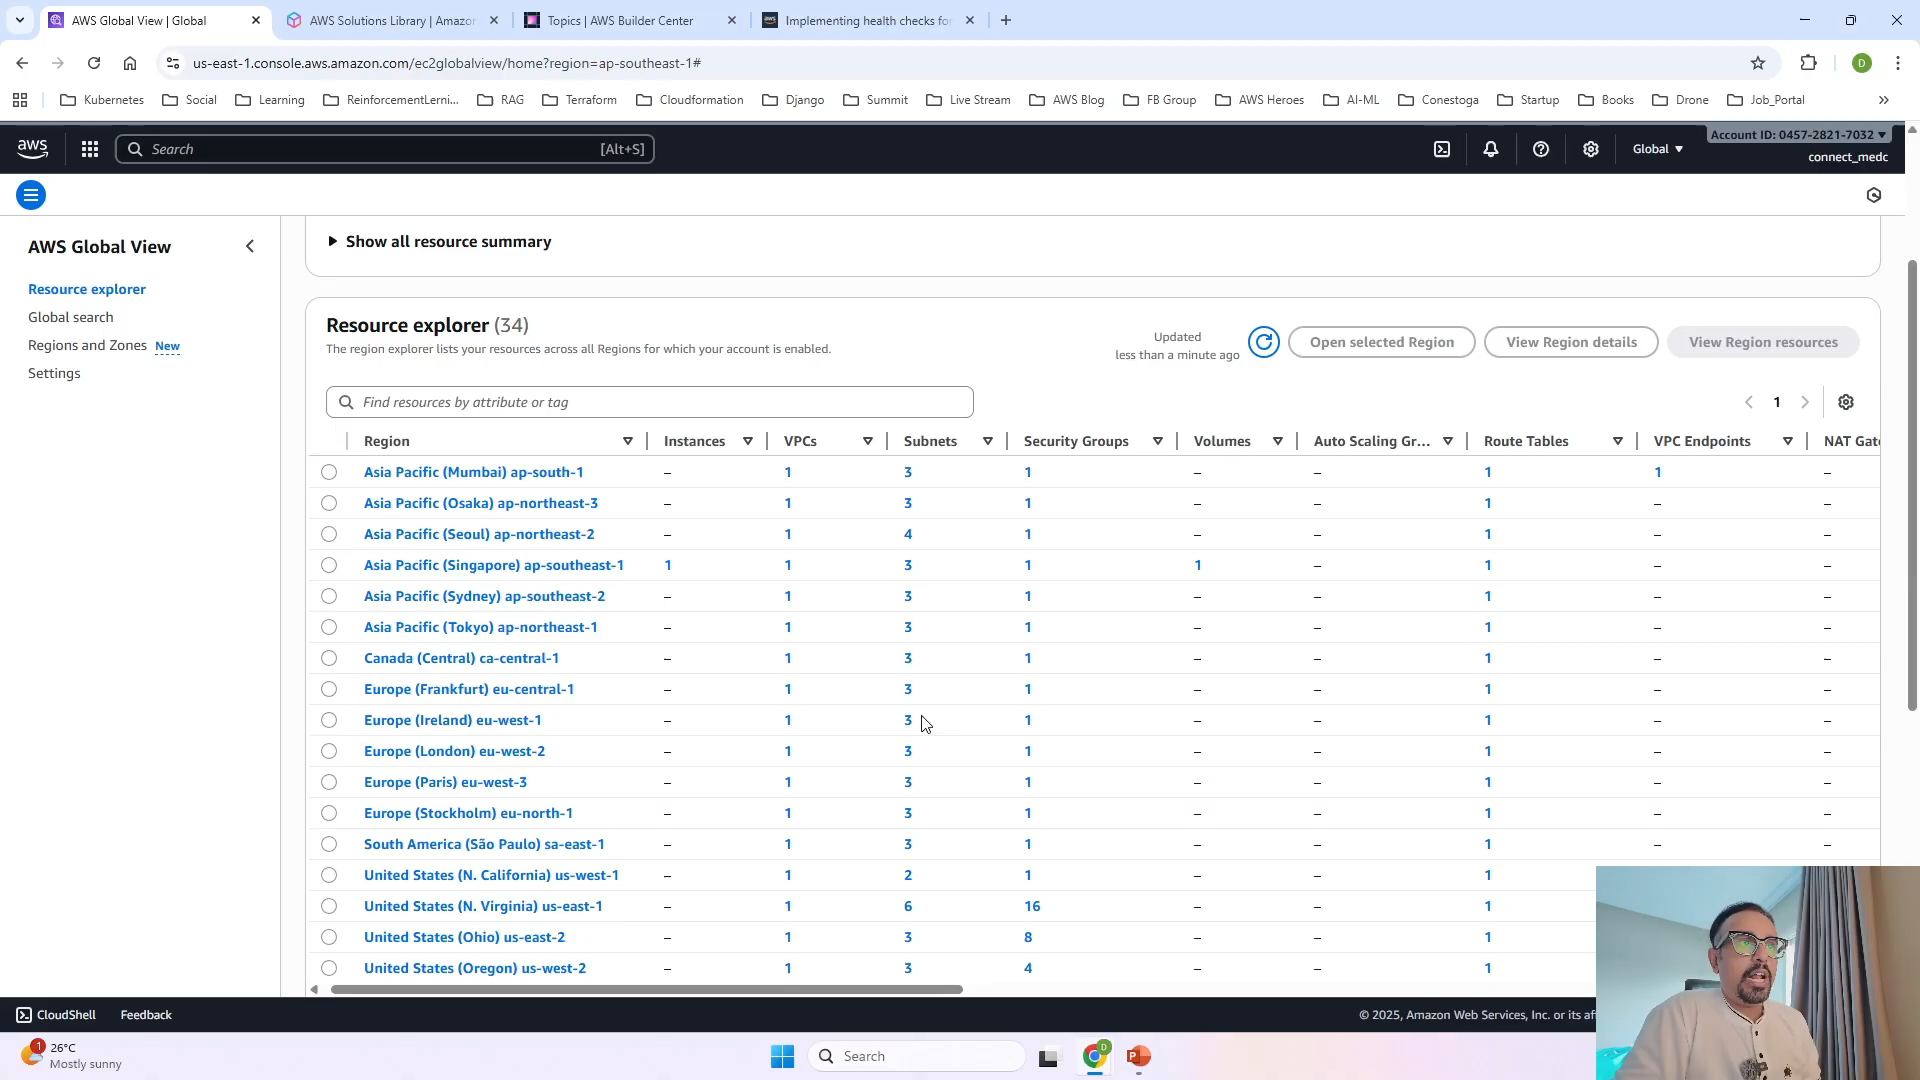 AWS Global View | Global
AWS Solutions Library | Amazon
Topics | AWS Builder Center
Implementing health checks for
us-east-1.console.aws.amazon.com/ec2globalview/home?region=ap-southeast-1#
D
Kubernetes
Social
Learning
ReinforcementLerni...
RAG
Terraform
Cloudformation
Django
Summit
Live Stream
AWS Blog
FB Group
AWS Heroes
AI-ML
Conestoga
Startup
Books
Drone
Job_Portal
»
aws
Search
[Alt+S]
Global
Account ID: 0457-2821-7032
connect_medc
AWS Global View
Resource explorer
Global search
Regions and Zones New
Settings
Show all resource summary
Resource explorer (34)
The region explorer lists your resources across all Regions for which your account is enabled.
Updated
less than a minute ago
Open selected Region
View Region details
View Region resources
Find resources by attribute or tag
1
Region Instances VPCs Subnets Security Groups Volumes Auto Scaling Gr... Route Tables VPC Endpoints NAT Gate
Asia Pacific (Mumbai) ap-south-1 – 1 3 1 – – 1 1 –
Asia Pacific (Osaka) ap-northeast-3 – 1 3 1 – – 1 – –
Asia Pacific (Seoul) ap-northeast-2 – 1 4 1 – – 1 – –
Asia Pacific (Singapore) ap-southeast-1 1 1 3 1 1 – 1 – –
Asia Pacific (Sydney) ap-southeast-2 – 1 3 1 – – 1 – –
Asia Pacific (Tokyo) ap-northeast-1 – 1 3 1 – – 1 – –
Canada (Central) ca-central-1 – 1 3 1 – – 1 – –
Europe (Frankfurt) eu-central-1 – 1 3 1 – – 1 – –
Europe (Ireland) eu-west-1 – 1 3 1 – – 1 – –
Europe (London) eu-west-2 – 1 3 1 – – 1 – –
Europe (Paris) eu-west-3 – 1 3 1 – – 1 – –
Europe (Stockholm) eu-north-1 – 1 3 1 – – 1 – –
South America (São Paulo) sa-east-1 – 1 3 1 – – 1 – –
United States (N. California) us-west-1 – 1 2 1 – – 1
United States (N. Virginia) us-east-1 – 1 6 16 – – 1
United States (Ohio) us-east-2 – 1 3 8 – – 1
United States (Oregon) us-west-2 – 1 3 4 – – 1
CloudShell
Feedback
© 2025, Amazon Web Services, Inc. or its
1
26°C
Mostly sunny
Search
D
P